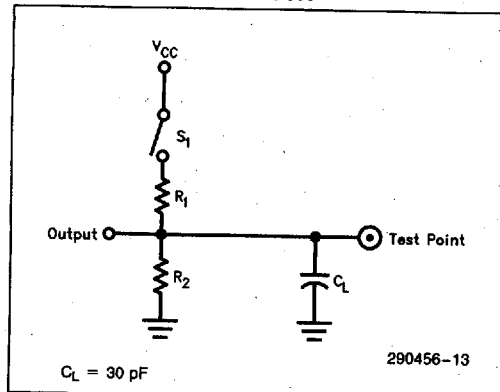 VCC
S1
R1
Output
Test Point
R2
CL
CL = 30 pF
290456-13